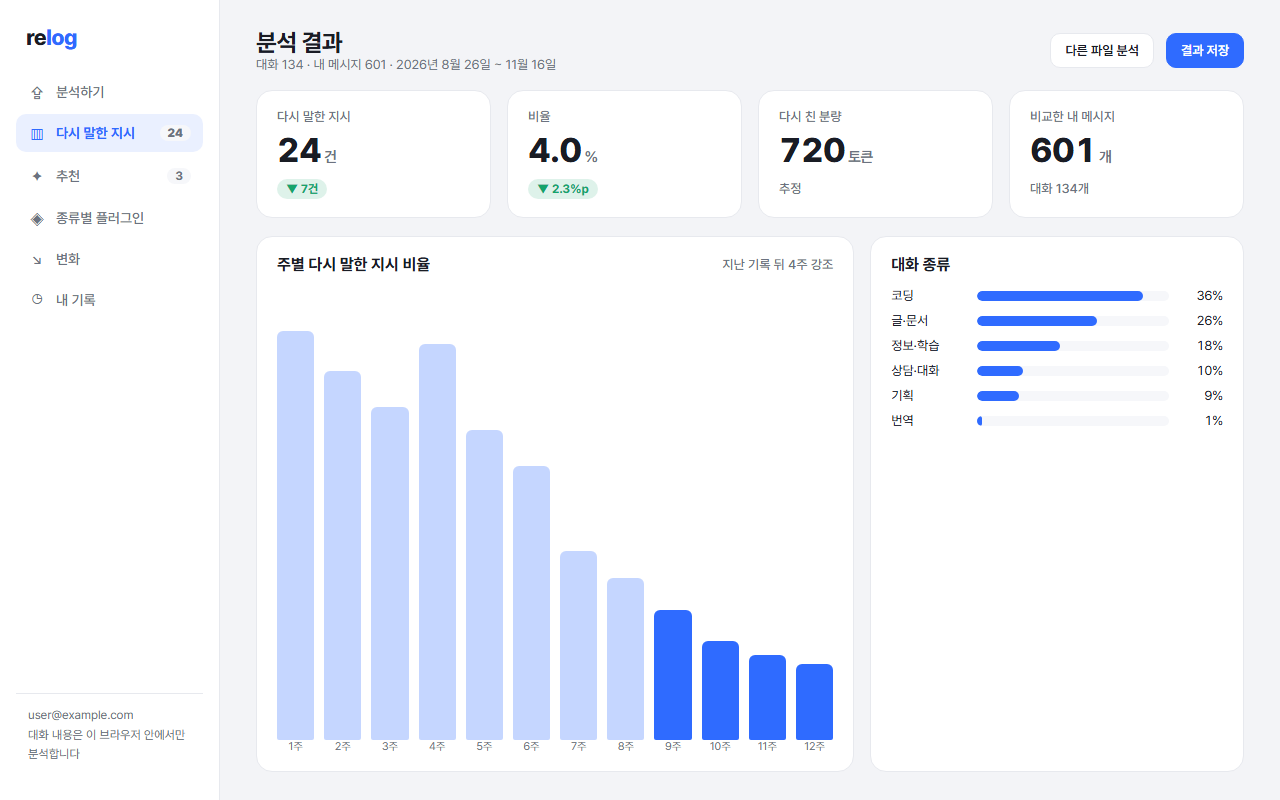 relog
분석하기
다시 말한 지시 24
추천 3
종류별 플러그인
변화
내 기록
user@example.com
대화 내용은 이 브라우저 안에서만
분석합니다
분석 결과
대화 134 · 내 메시지 601 · 2026년 8월 26일 ~ 11월 16일
다른 파일 분석
결과 저장
다시 말한 지시
24건
▼ 7건
비율
4.0%
▼ 2.3%p
다시 친 분량
720토큰
추정
비교한 내 메시지
601개
대화 134개
주별 다시 말한 지시 비율
지난 기록 뒤 4주 강조
1주 2주 3주 4주 5주 6주 7주 8주 9주 10주 11주 12주
대화 종류
코딩 36%
글·문서 26%
정보·학습 18%
상담·대화 10%
기획 9%
번역 1%